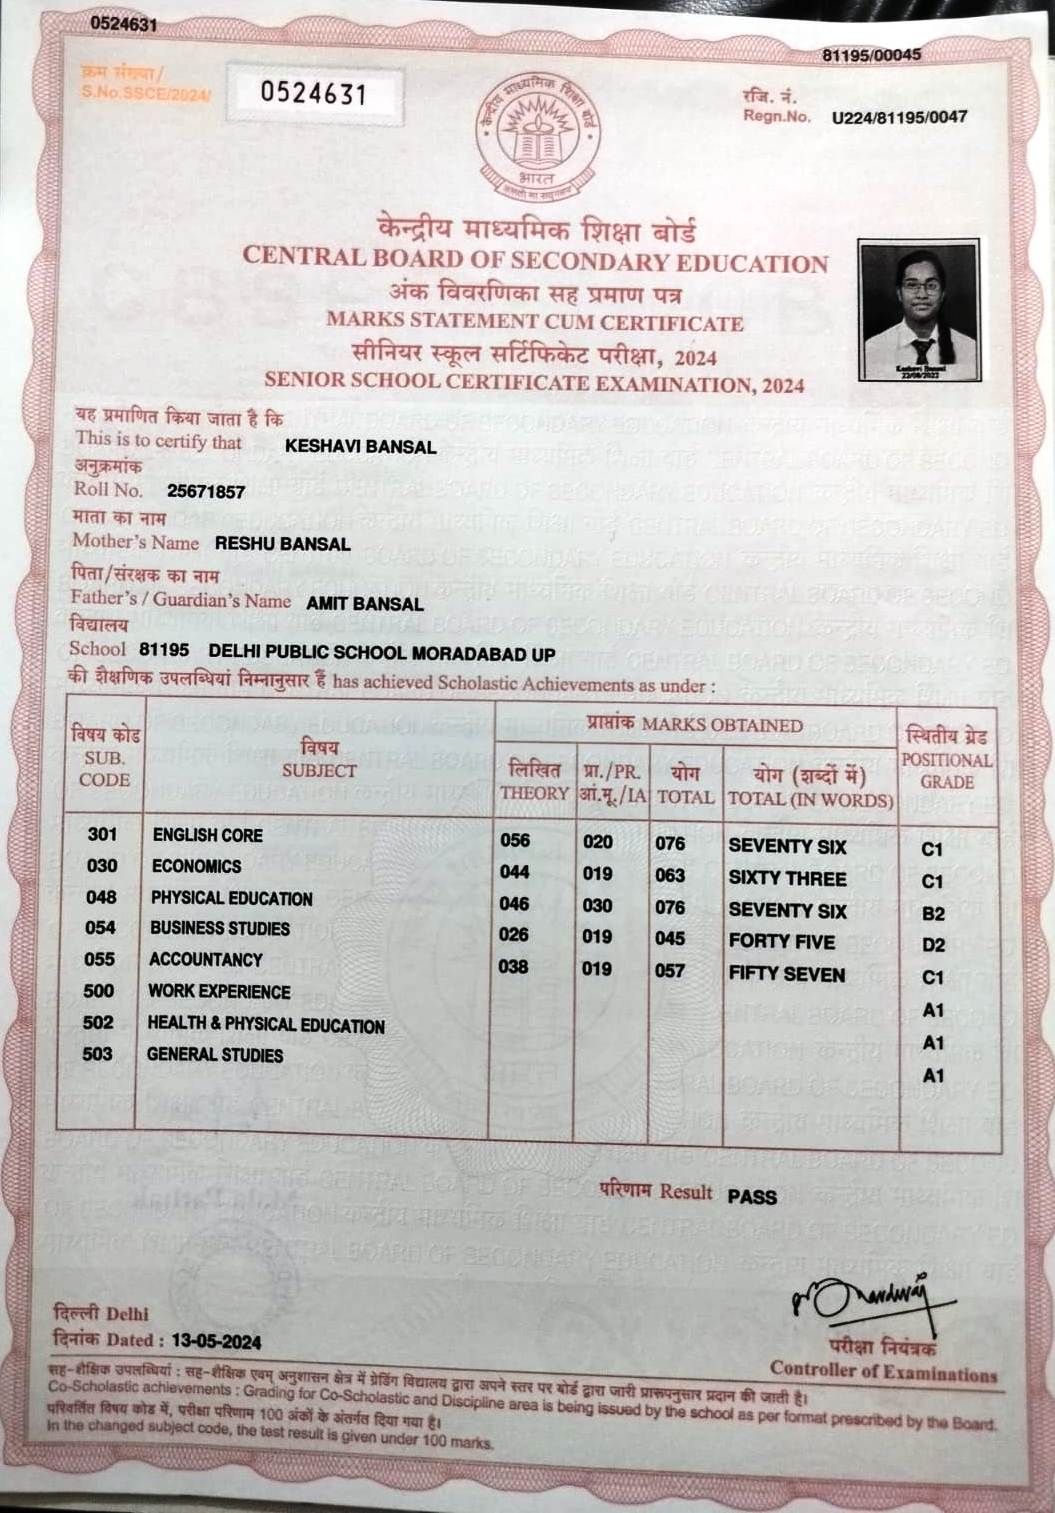 0524631
81195/00045
क्रम संख्या/
S.No.SSCE/2024/
0524631
रजि. नं.
Regn.No. U224/81195/0047
केन्द्रीय माध्यमिक शिक्षा बोर्ड
भारत
केन्द्रीय माध्यमिक शिक्षा बोर्ड
CENTRAL BOARD OF SECONDARY EDUCATION
अंक विवरणिका सह प्रमाण पत्र
MARKS STATEMENT CUM CERTIFICATE
सीनियर स्कूल सर्टिफिकेट परीक्षा, 2024
SENIOR SCHOOL CERTIFICATE EXAMINATION, 2024
Keshavi Bansal
यह प्रमाणित किया जाता है कि
This is to certify that KESHAVI BANSAL
अनुक्रमांक
Roll No. 25671857
माता का नाम
Mother's Name RESHU BANSAL
पिता/संरक्षक का नाम
Father's / Guardian's Name AMIT BANSAL
विद्यालय
School 81195 DELHI PUBLIC SCHOOL MORADABAD UP
की शैक्षणिक उपलब्धियां निम्नानुसार हैं has achieved Scholastic Achievements as under :
विषय कोड
SUB.
CODE
विषय
SUBJECT
प्राप्तांक MARKS OBTAINED
लिखित
THEORY
प्रा./PR.
आं.मू./IA
योग
TOTAL
योग (शब्दों में)
TOTAL (IN WORDS)
स्थितीय ग्रेड
POSITIONAL
GRADE
301 ENGLISH CORE 056 020 076 SEVENTY SIX C1
030 ECONOMICS 044 019 063 SIXTY THREE C1
048 PHYSICAL EDUCATION 046 030 076 SEVENTY SIX B2
054 BUSINESS STUDIES 026 019 045 FORTY FIVE D2
055 ACCOUNTANCY 038 019 057 FIFTY SEVEN C1
500 WORK EXPERIENCE A1
502 HEALTH & PHYSICAL EDUCATION A1
503 GENERAL STUDIES A1
परिणाम Result PASS
दिल्ली Delhi
दिनांक Dated : 13-05-2024
परीक्षा नियंत्रक
Controller of Examinations
सह-शैक्षिक उपलब्धियां : सह-शैक्षिक एवम् अनुशासन क्षेत्र में ग्रेडिंग विद्यालय द्वारा अपने स्तर पर बोर्ड द्वारा जारी प्रारूपनुसार प्रदान की जाती है।
Co-Scholastic achievements : Grading for Co-Scholastic and Discipline area is being issued by the school as per format prescribed by the Board.
परिवर्तित विषय कोड में, परीक्षा परिणाम 100 अंकों के अंतर्गत दिया गया है।
In the changed subject code, the test result is given under 100 marks.